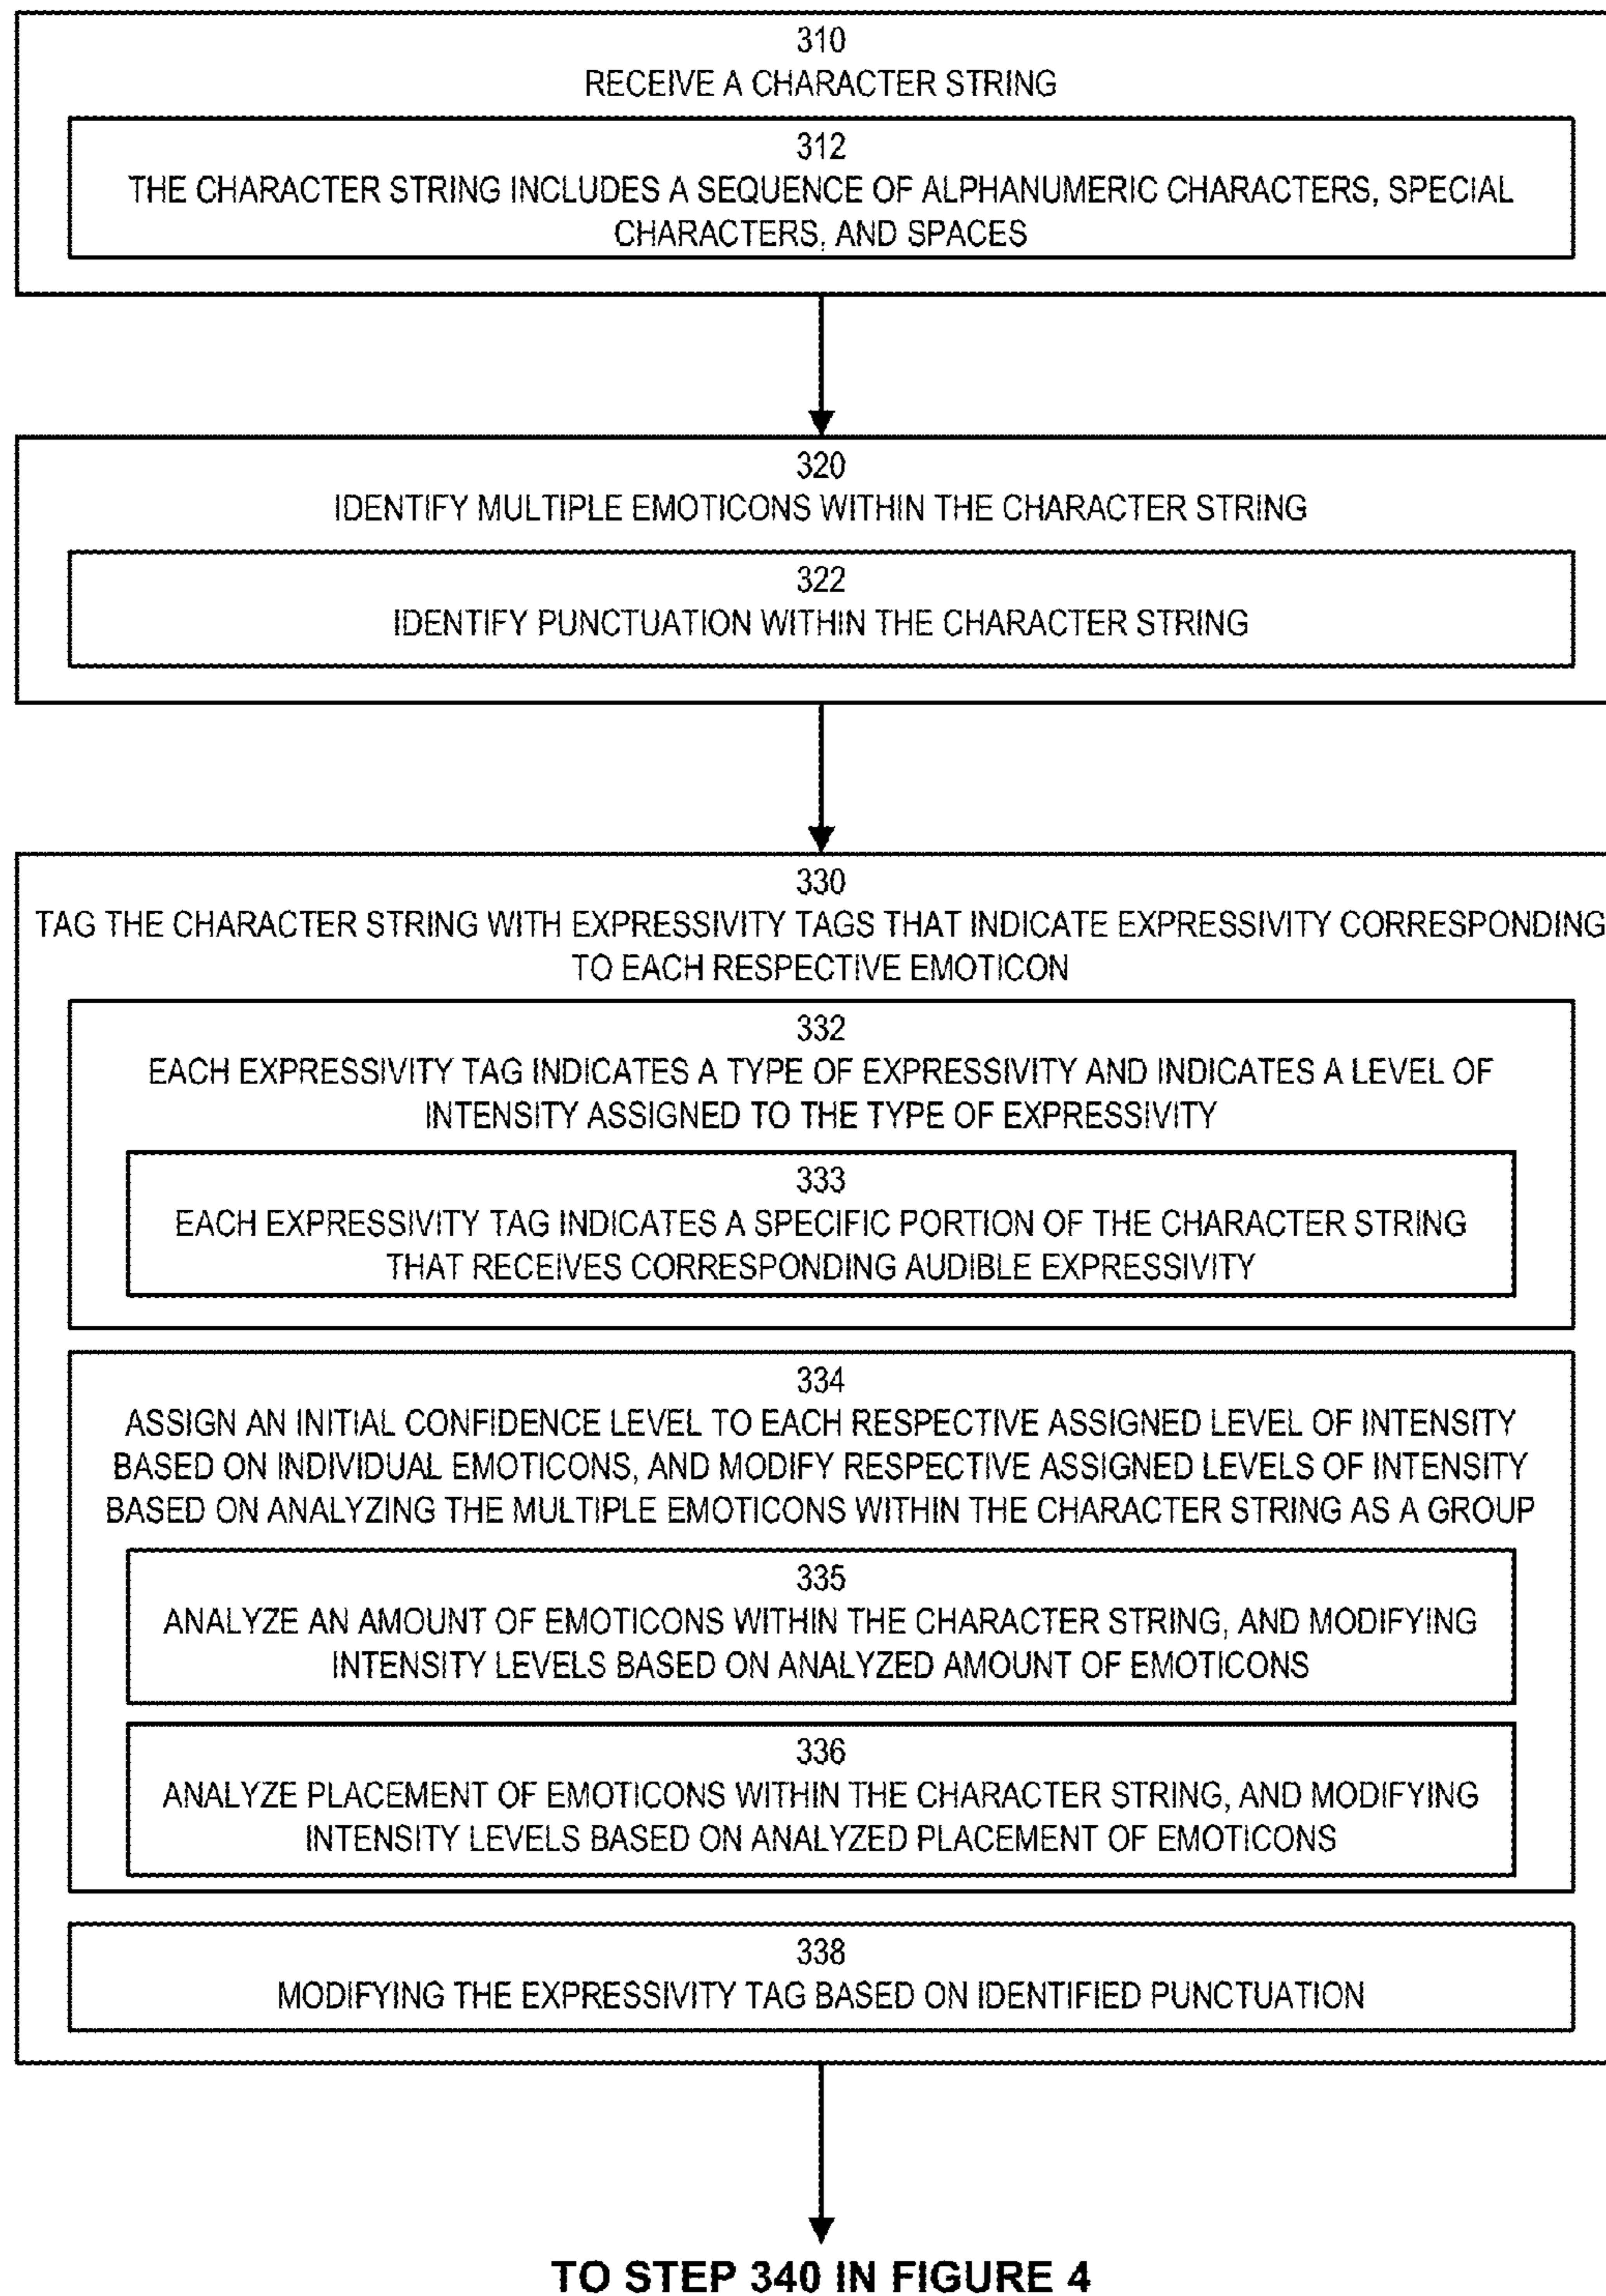 310
RECEIVE A CHARACTER STRING
312
THE CHARACTER STRING INCLUDES A SEQUENCE OF ALPHANUMERIC CHARACTERS, SPECIAL
CHARACTERS, AND SPACES
320
IDENTIFY MULTIPLE EMOTICONS WITHIN THE CHARACTER STRING
322
IDENTIFY PUNCTUATION WITHIN THE CHARACTER STRING
330
TAG THE CHARACTER STRING WITH EXPRESSIVITY TAGS THAT INDICATE EXPRESSIVITY CORRESPONDING
TO EACH RESPECTIVE EMOTICON
332
EACH EXPRESSIVITY TAG INDICATES A TYPE OF EXPRESSIVITY AND INDICATES A LEVEL OF
INTENSITY ASSIGNED TO THE TYPE OF EXPRESSIVITY
333
EACH EXPRESSIVITY TAG INDICATES A SPECIFIC PORTION OF THE CHARACTER STRING
THAT RECEIVES CORRESPONDING AUDIBLE EXPRESSIVITY
334
ASSIGN AN INITIAL CONFIDENCE LEVEL TO EACH RESPECTIVE ASSIGNED LEVEL OF INTENSITY
BASED ON INDIVIDUAL EMOTICONS, AND MODIFY RESPECTIVE ASSIGNED LEVELS OF INTENSITY
BASED ON ANALYZING THE MULTIPLE EMOTICONS WITHIN THE CHARACTER STRING AS A GROUP
335
ANALYZE AN AMOUNT OF EMOTICONS WITHIN THE CHARACTER STRING, AND MODIFYING
INTENSITY LEVELS BASED ON ANALYZED AMOUNT OF EMOTICONS
336
ANALYZE PLACEMENT OF EMOTICONS WITHIN THE CHARACTER STRING, AND MODIFYING
INTENSITY LEVELS BASED ON ANALYZED PLACEMENT OF EMOTICONS
338
MODIFYING THE EXPRESSIVITY TAG BASED ON IDENTIFIED PUNCTUATION
TO STEP 340 IN FIGURE 4